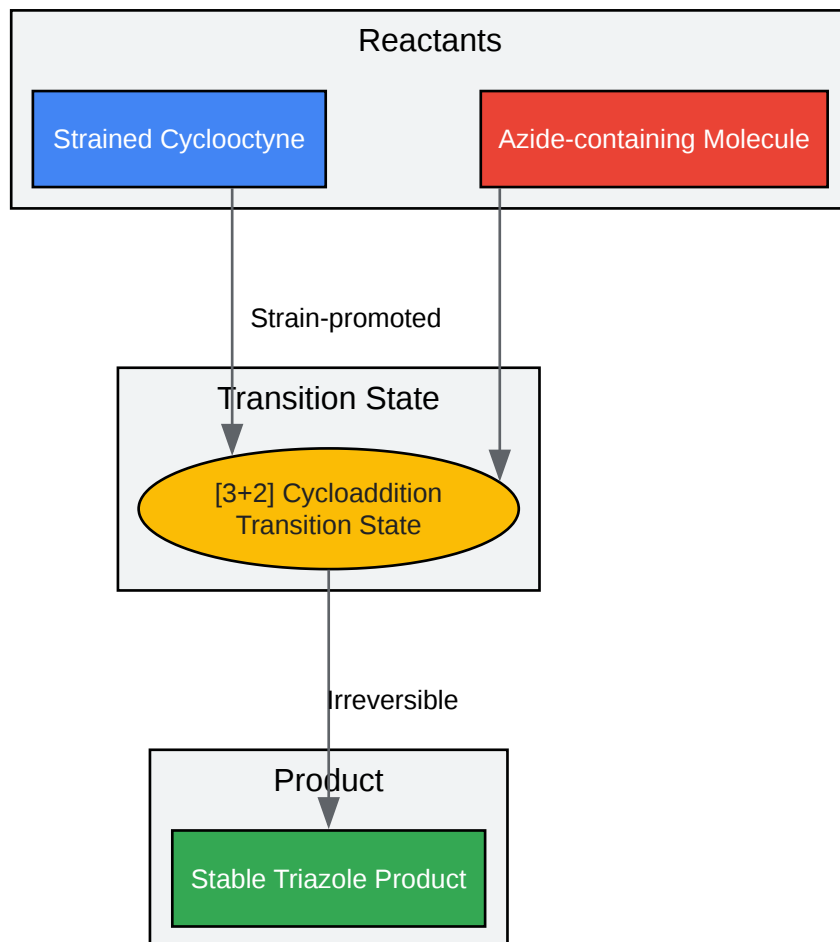 Reactants
Strained Cyclooctyne
Azide-containing Molecule
Strain-promoted
Transition State
[3+2] Cycloaddition
Transition State
Irreversible
Product
Stable Triazole Product